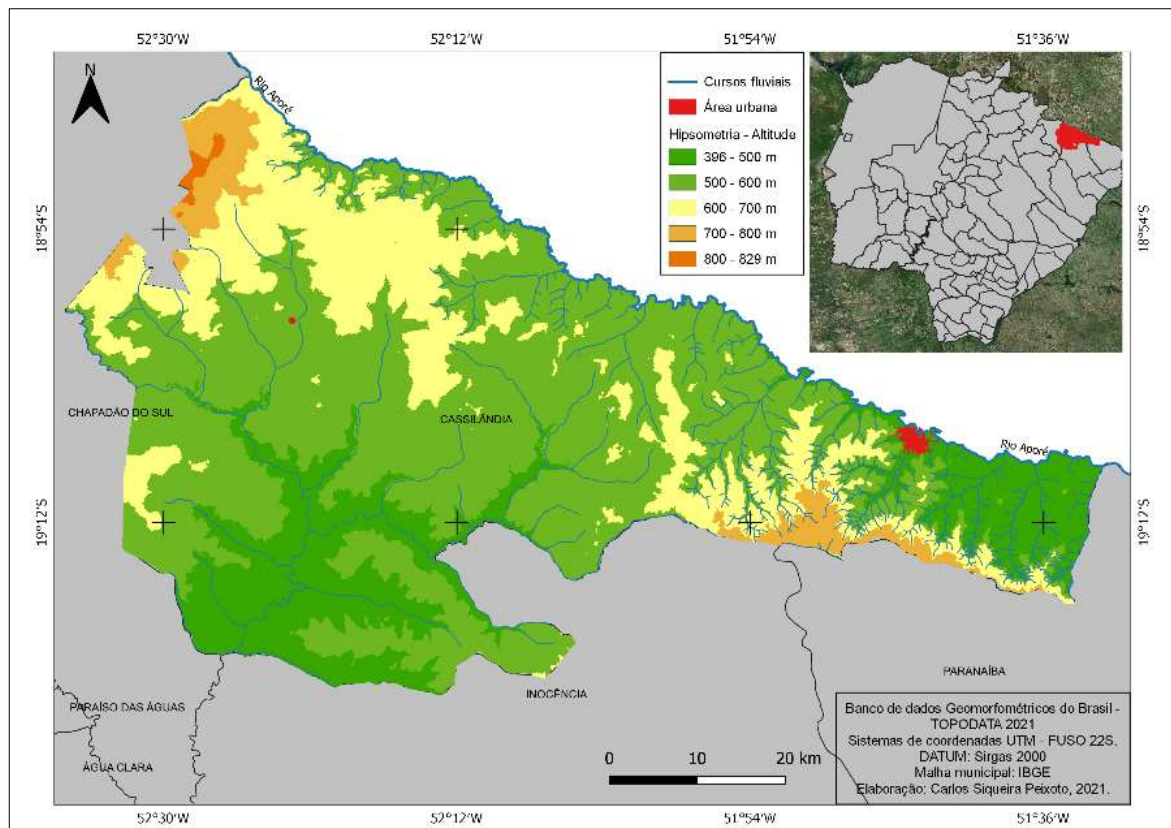 52°30'W
52°12'W
51°54'W
51°36'W
N
Rio Aporé
Cursos fluviais
Área urbana
Hipsometria - Altitude
396 - 500 m
500 - 600 m
600 - 700 m
700 - 800 m
800 - 829 m
18°54'S
18°54'S
CHAPADÃO DO SUL
CASSILÂNDIA
Rio Aporé
19°12'S
19°12'S
PARANAÍBA
INOCÊNCIA
PARAÍSO DAS ÁGUAS
ÁGUA CLARA
0
10
20 km
Banco de dados Geomorfométricos do Brasil -
TOPODATA 2021
Sistemas de coordenadas UTM - FUSO 22S.
DATUM: Sirgas 2000
Malha municipal: IBGE
Elaboração: Carlos Siqueira Peixoto, 2021.
52°30'W
52°12'W
51°54'W
51°36'W